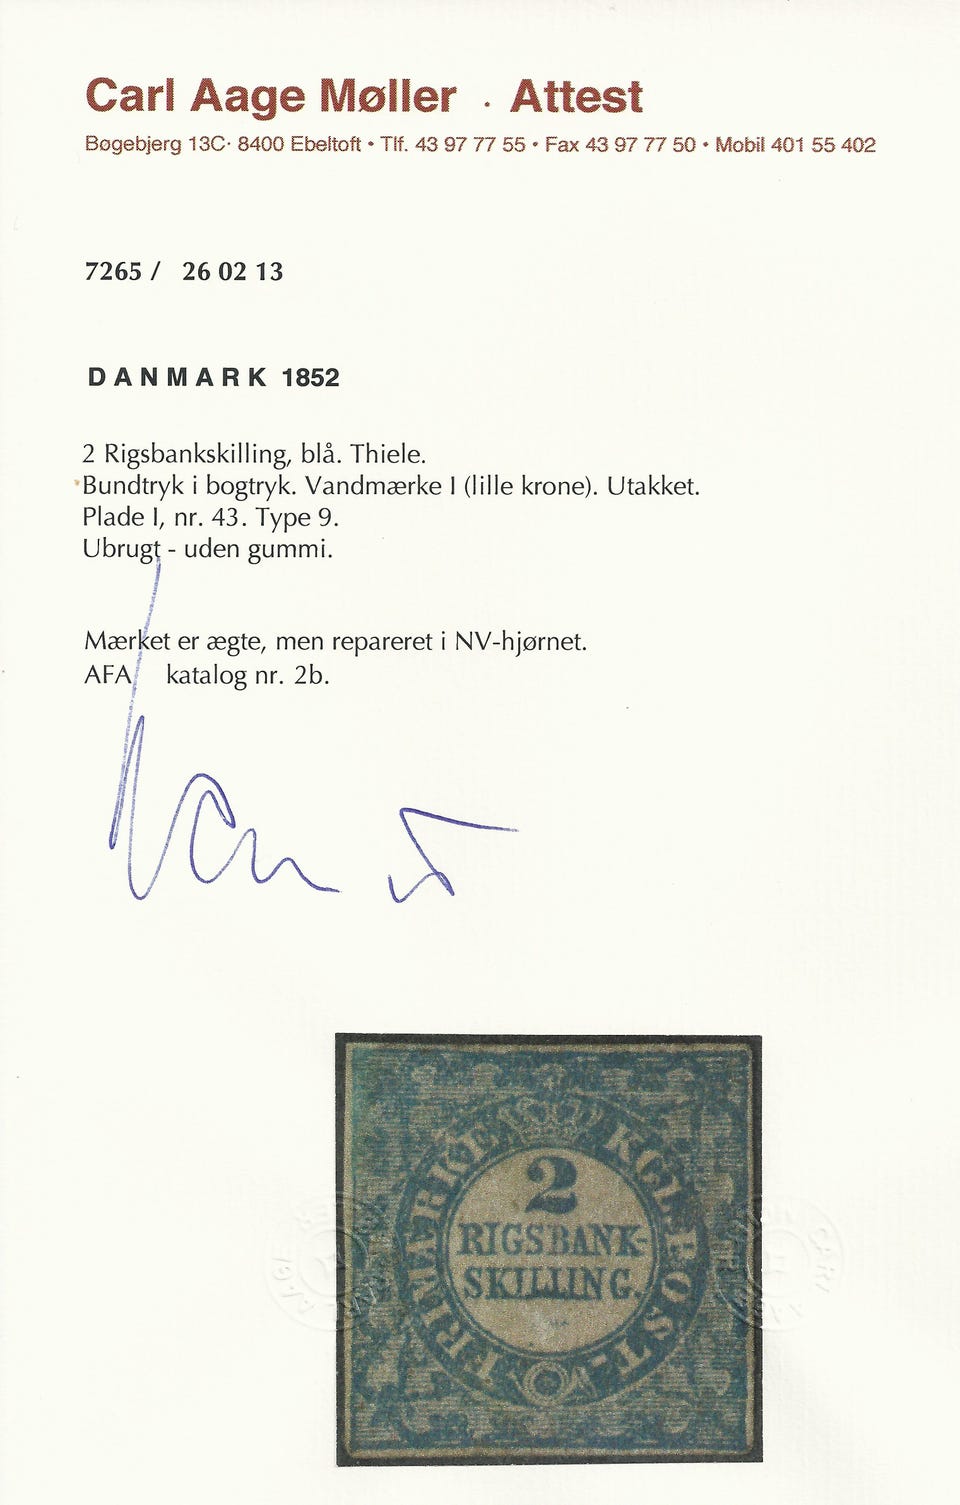 Carl Aage Møller · Attest
Bøgebjerg 13C· 8400 Ebeltoft • Tlf. 43 97 77 55 • Fax 43 97 77 50 • Mobil 401 55 402
7265 / 26 02 13
DANMARK 1852
2 Rigsbankskilling, blå. Thiele.
Bundtryk i bogtryk. Vandmærke I (lille krone). Utakket.
Plade I, nr. 43. Type 9.
Ubrugt - uden gummi.
Mærket er ægte, men repareret i NV-hjørnet.
AFA katalog nr. 2b.
FRIMÆRKE KGL POST-
2
RIGSBANK-
SKILLING.